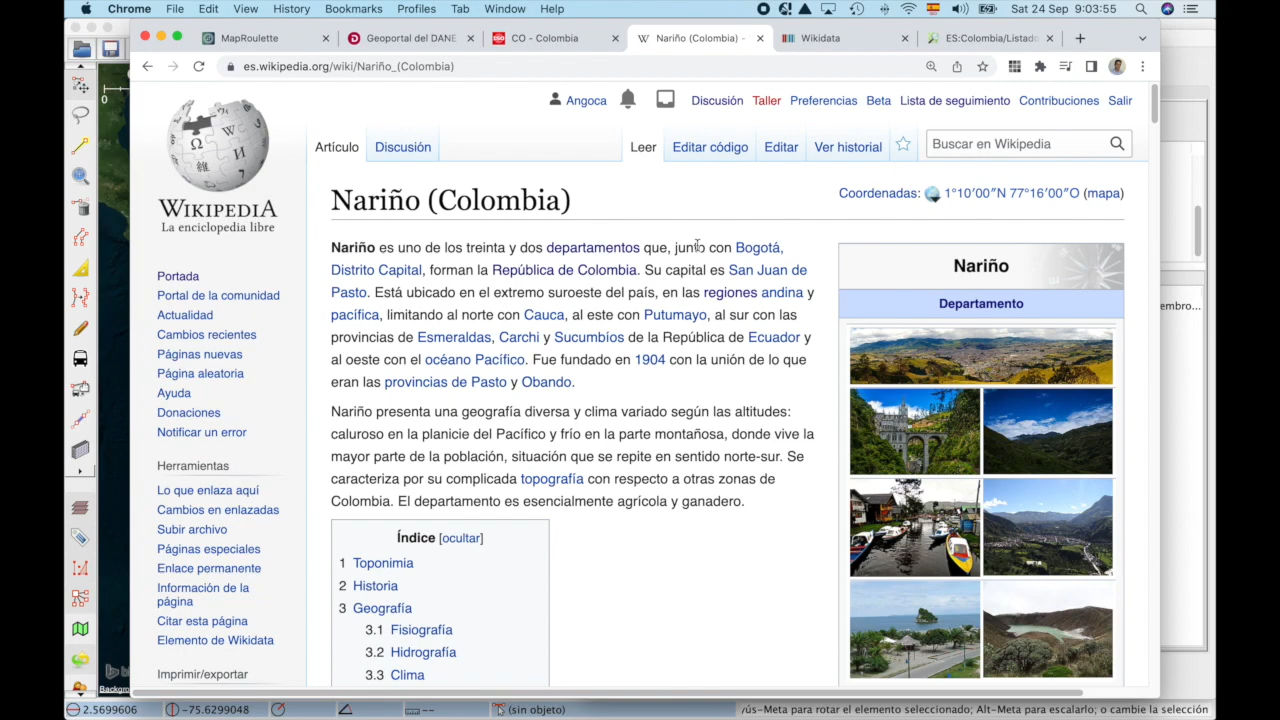 Chrome File Edit View History Bookmarks Profiles Tab Window Help Sat 24 Sep 9:03:55
MapRoulette
Geoportal del DANE
CO - Colombia
Nariño (Colombia) -
Wikidata
ES:Colombia/Listado
es.wikipedia.org/wiki/Nariño_(Colombia)
Angoca Discusión Taller Preferencias Beta Lista de seguimiento Contribuciones Salir
Artículo Discusión Leer Editar código Editar Ver historial Buscar en Wikipedia
WIKIPEDIA
La enciclopedia libre
Portada
Portal de la comunidad
Actualidad
Cambios recientes
Páginas nuevas
Página aleatoria
Ayuda
Donaciones
Notificar un error
Herramientas
Lo que enlaza aquí
Cambios en enlazadas
Subir archivo
Páginas especiales
Enlace permanente
Información de la
página
Citar esta página
Elemento de Wikidata
Imprimir/exportar
Nariño (Colombia)
Coordenadas: 1°10′00″N 77°16′00″O (mapa)
Nariño es uno de los treinta y dos departamentos que, junto con Bogotá,
Distrito Capital, forman la República de Colombia. Su capital es San Juan de
Pasto. Está ubicado en el extremo suroeste del país, en las regiones andina y
pacífica, limitando al norte con Cauca, al este con Putumayo, al sur con las
provincias de Esmeraldas, Carchi y Sucumbíos de la República de Ecuador y
al oeste con el océano Pacífico. Fue fundado en 1904 con la unión de lo que
eran las provincias de Pasto y Obando.
Nariño presenta una geografía diversa y clima variado según las altitudes:
caluroso en la planicie del Pacífico y frío en la parte montañosa, donde vive la
mayor parte de la población, situación que se repite en sentido norte-sur. Se
caracteriza por su complicada topografía con respecto a otras zonas de
Colombia. El departamento es esencialmente agrícola y ganadero.
Índice [ocultar]
1 Toponimia
2 Historia
3 Geografía
3.1 Fisiografía
3.2 Hidrografía
3.3 Clima
Nariño
Departamento
embro...
0
Backgro
2.5699606 -75.6299048 -- (sin objeto) ús-Meta para rotar el elemento seleccionado; Alt-Meta para escalarlo; o cambie la selección